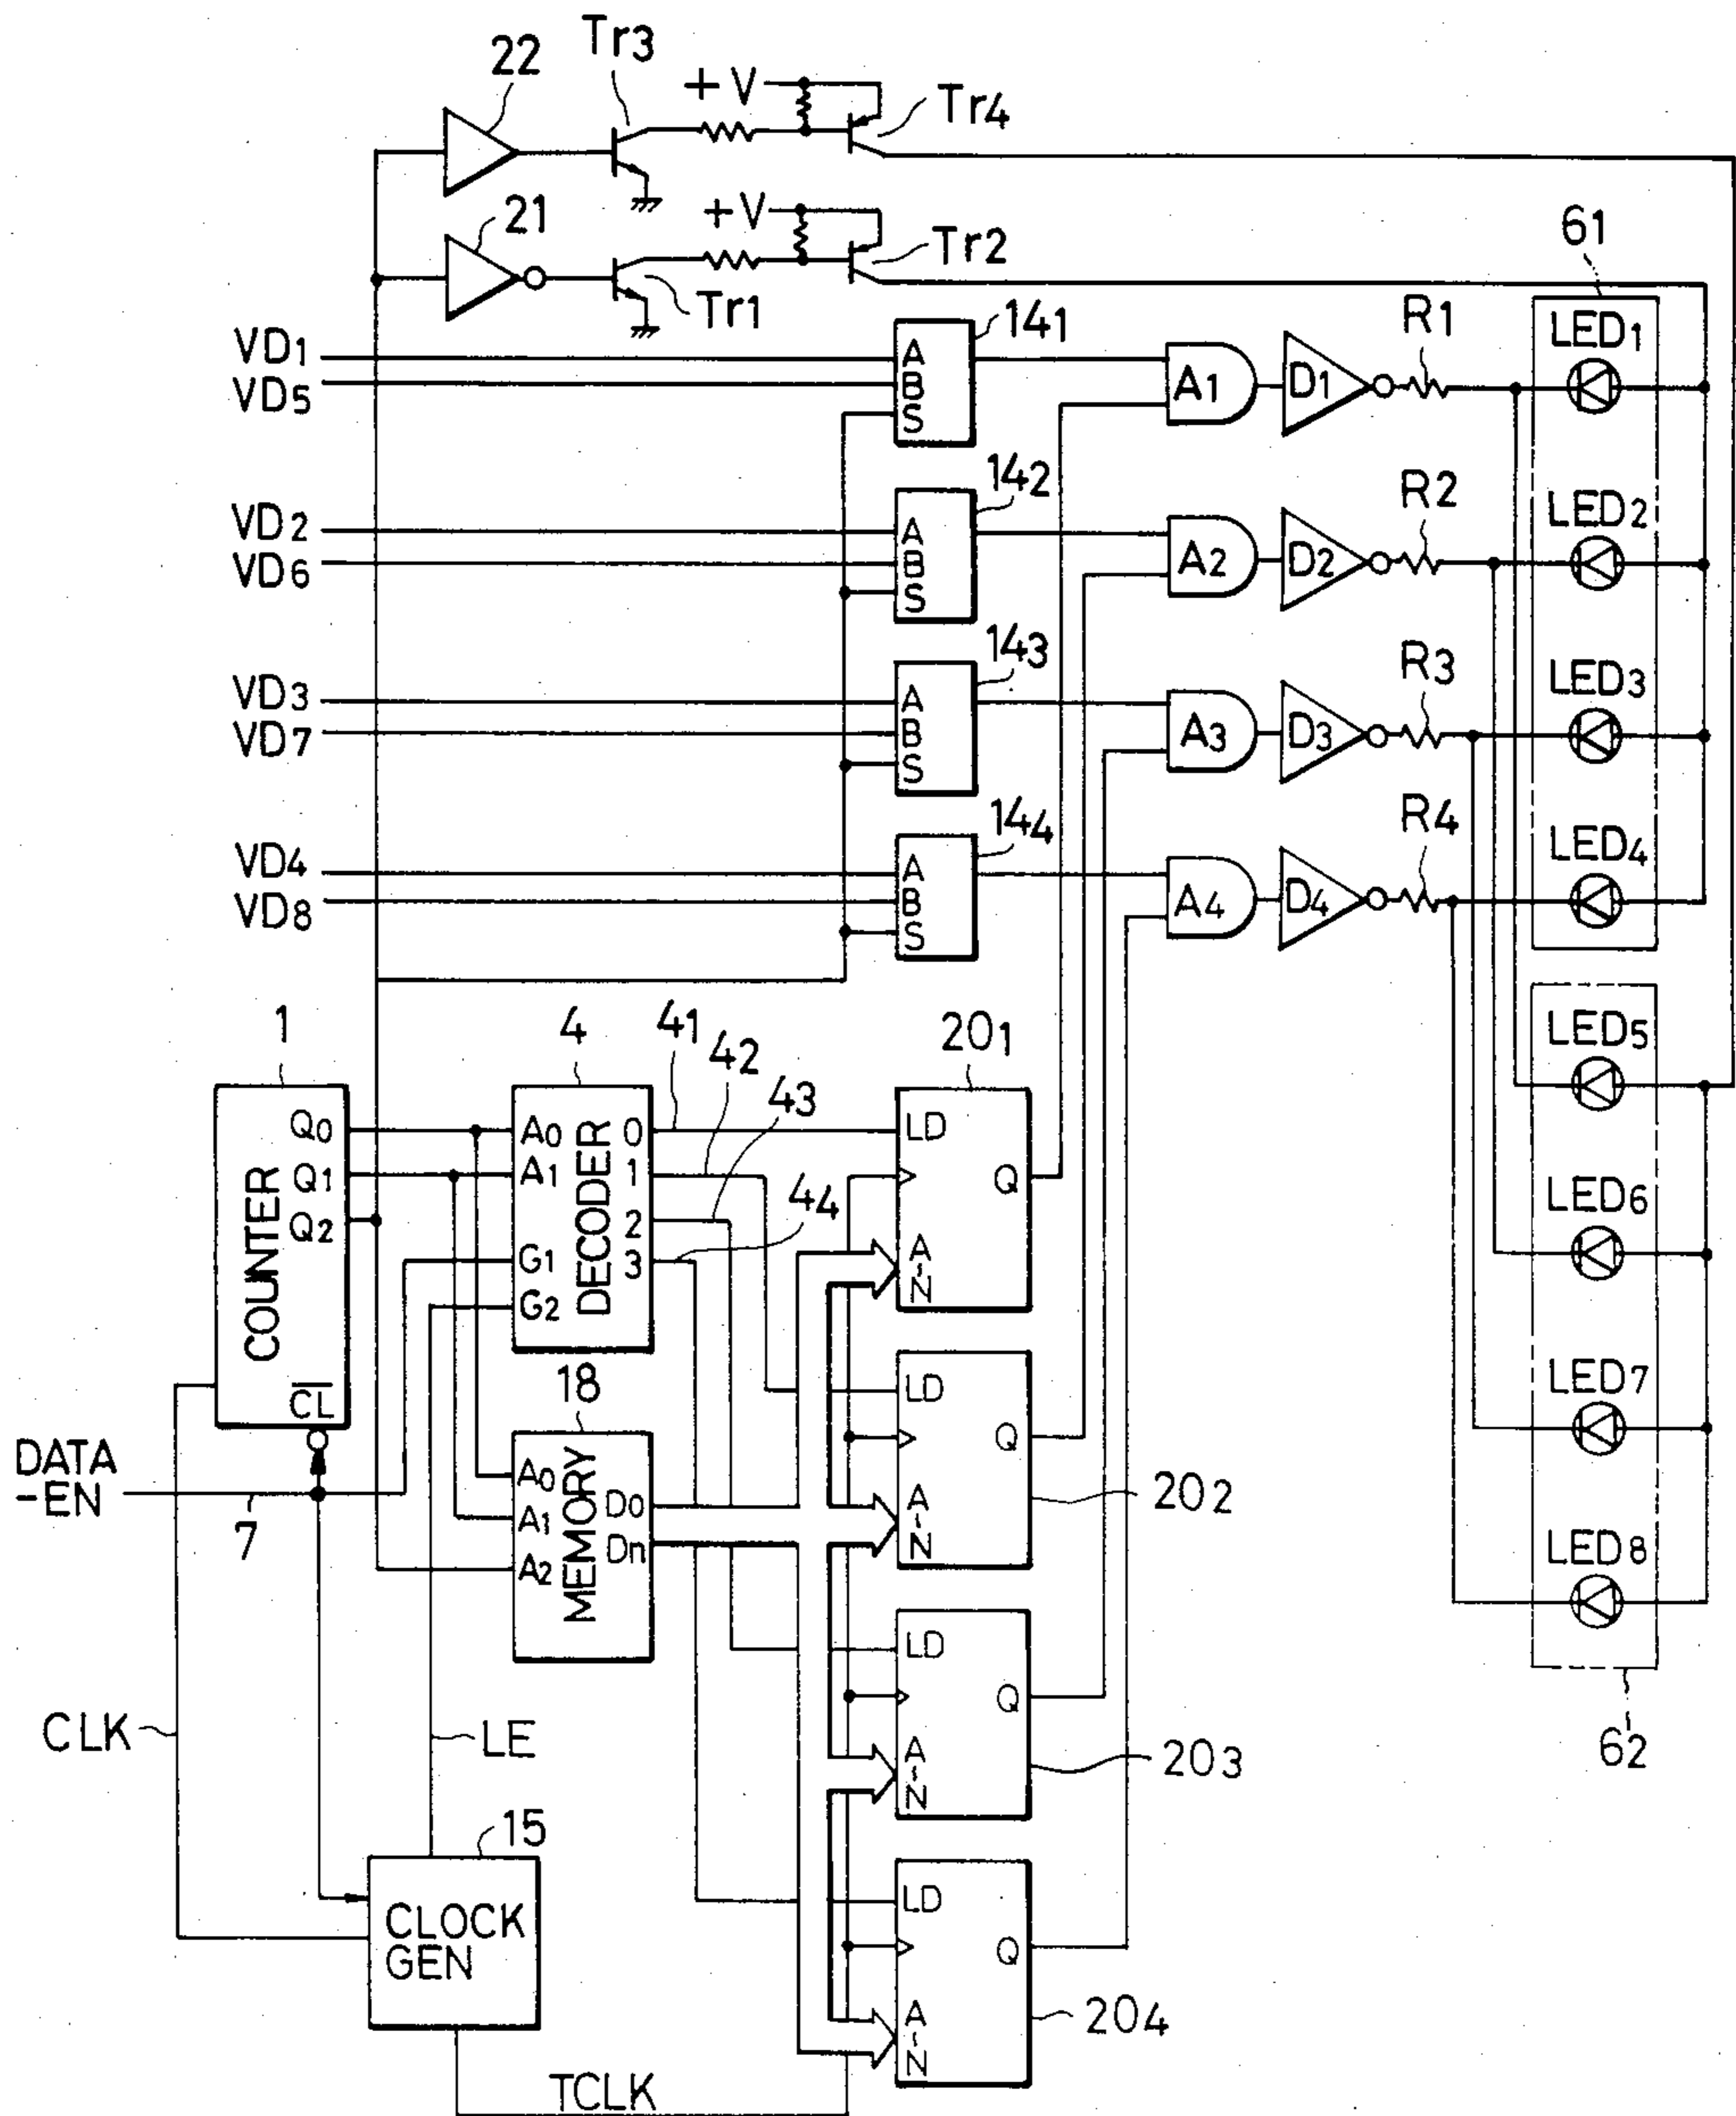 22
Tr3
+V
Tr4
21
Tr1
+V
Tr2
61
VD1
VD5
A
B
S
141
A1
D1
R1
LED1
VD2
VD6
A
B
S
142
A2
D2
R2
LED2
VD3
VD7
A
B
S
143
A3
D3
R3
LED3
VD4
VD8
A
B
S
144
A4
D4
R4
LED4
1
COUNTER
Q0
Q1
Q2
CL
4
DECODER
A0
A1
G1
G2
0
1
2
3
41
42
43
44
201
LD
Q
A~N
LED5
LED6
LED7
LED8
62
DATA
-EN
7
18
MEMORY
A0
A1
A2
D0
Dn
LD
Q
A~N
202
LD
Q
A~N
203
LD
Q
A~N
204
CLK
LE
15
CLOCK
GEN
TCLK